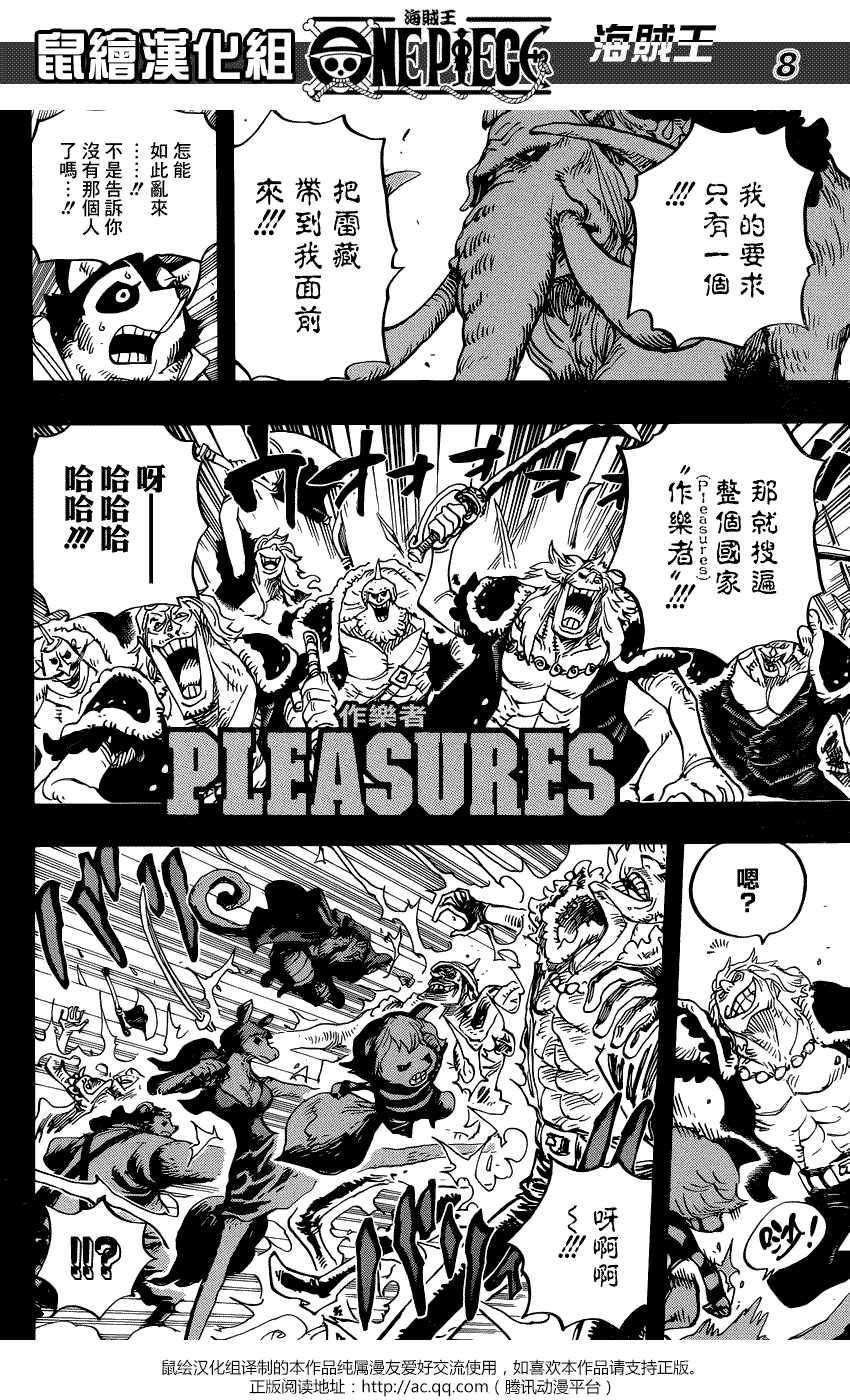 鼠繪漢化組
海賊王
ONE PIECE
海賊王
8
我的要求
只有一個
!!!
把雷藏
帶到我面前
來!!!
怎能
如此亂來
……!!
不是告訴你
沒有那個人
了嗎…!!
那就搜遍
整個國家
(Pleasures)
“作樂者”!!!
呀——
哈哈哈
哈哈!!!
作樂者
PLEASURES
嗯?
呀啊啊
～!!!
!!?
鼠绘汉化组译制的本作品纯属漫友爱好交流使用，如喜欢本作品请支持正版。
正版阅读地址：http://ac.qq.com（腾讯动漫平台）